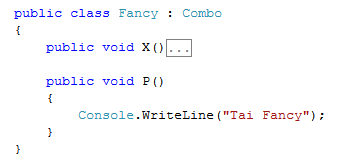 public class Fancy : Combo
{
public void X()...
public void P()
{
Console.WriteLine("Tai Fancy");
}
}